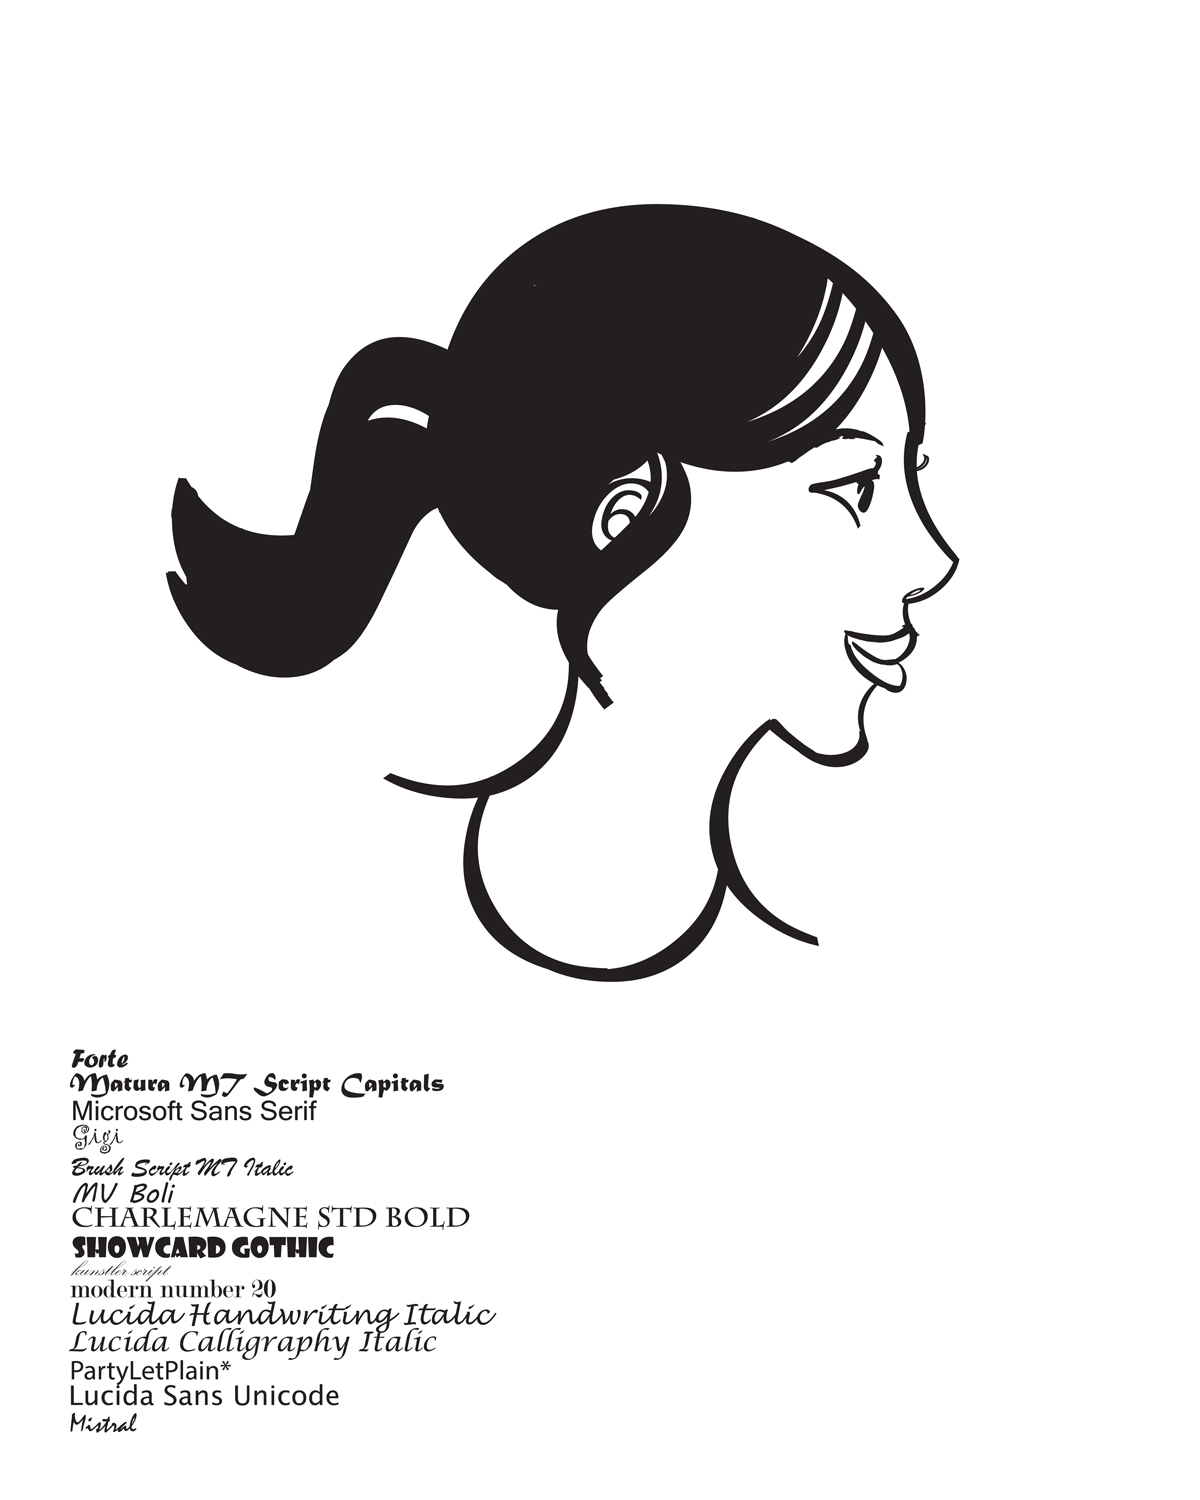 Forte
Matura MT Script Capitals
Microsoft Sans Serif
Gigi
Brush Script MT Italic
MV Boli
CHARLEMAGNE STD BOLD
SHOWCARD GOTHIC
kunstler script
modern number 20
Lucida Handwriting Italic
Lucida Calligraphy Italic
PartyLetPlain*
Lucida Sans Unicode
Mistral